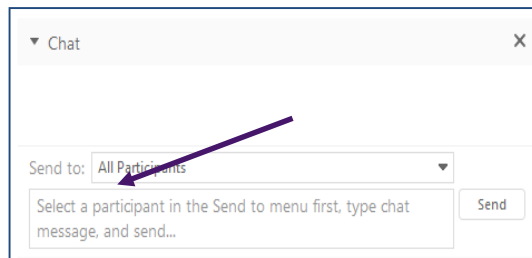 Chat
Send to: All Participants
Select a participant in the Send to menu first, type chat
message, and send...
Send